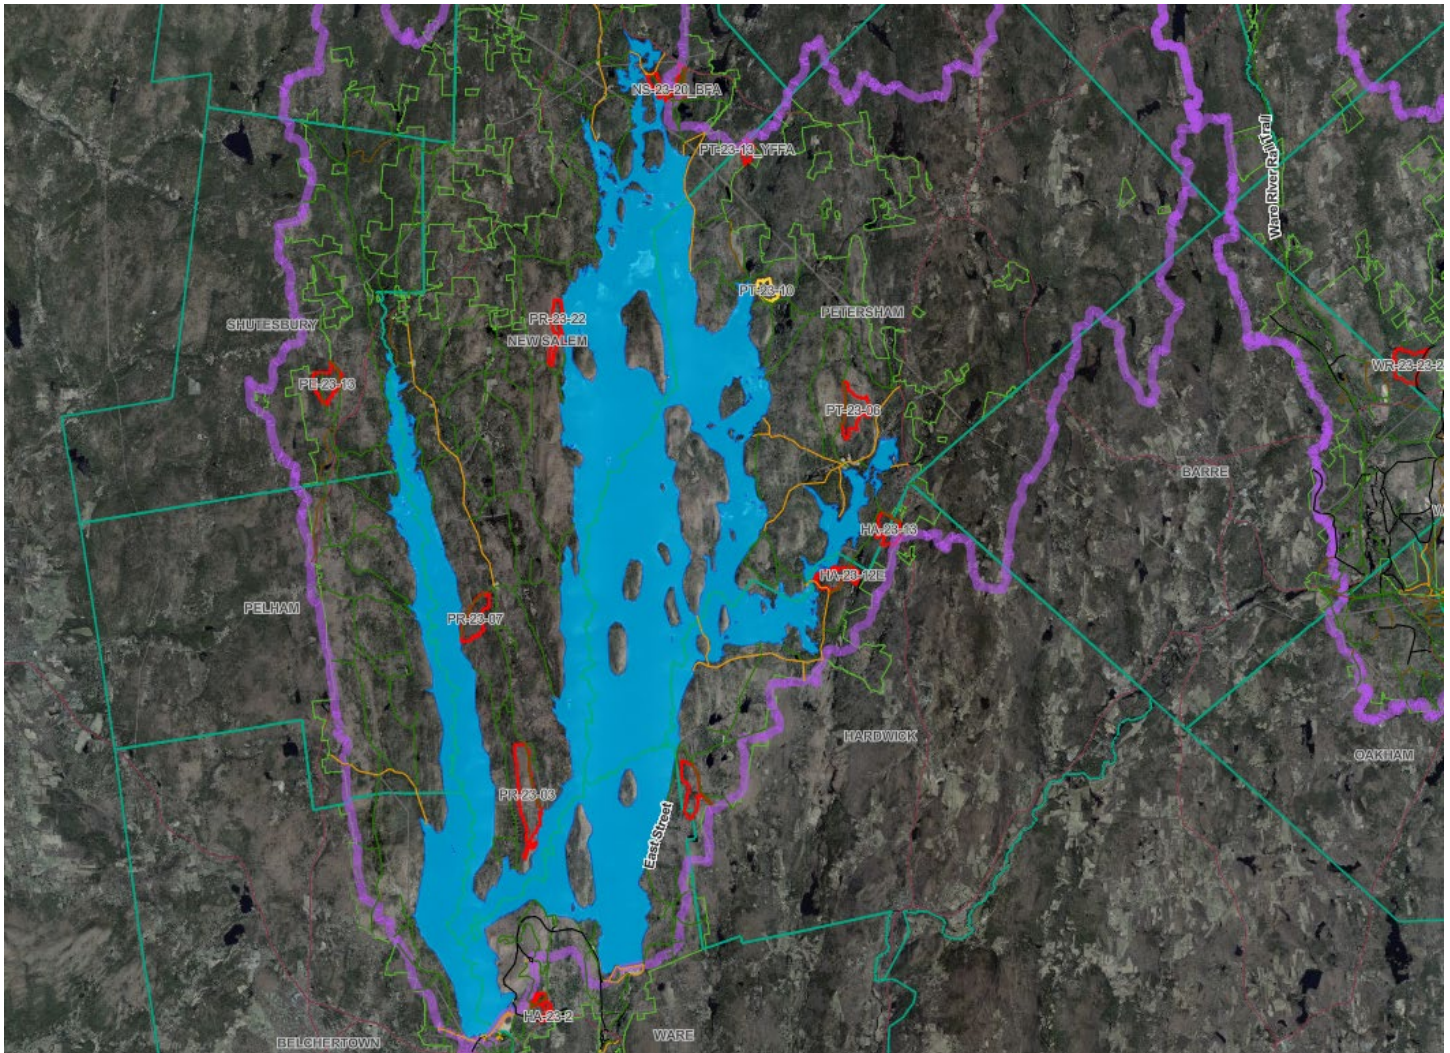 NS-23-20_BFA
PT-23-13_YFFA
Ware River Rail Trail
PT-23-10
PETERSHAM
PR-23-22
SHUTESBURY
NEW SALEM
WR-23-23-2
PE-23-13
PT-23-06
BARRE
HA-23-13
HA-23-12E
PELHAM
PR-23-07
HARDWICK
OAKHAM
PR-23-03
East Street
HA-23-2
WARE
BELCHERTOWN